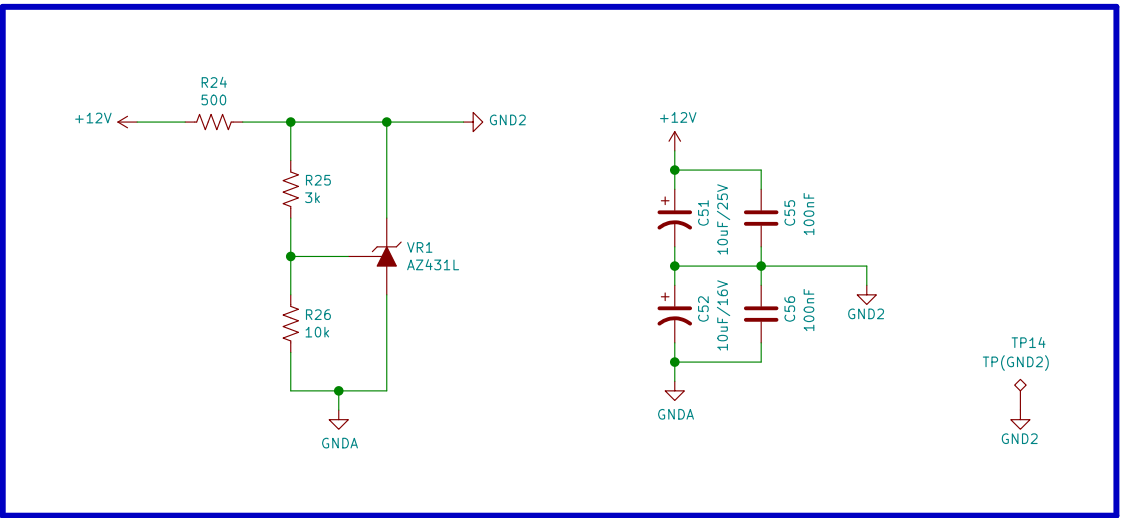 R24
500
+12V
GND2
R25
3k
VR1
AZ431L
R26
10k
GNDA
+12V
+
C51
10uF/25V
C55
100nF
+
C52
10uF/16V
C56
100nF
GND2
GNDA
TP14
TP(GND2)
GND2